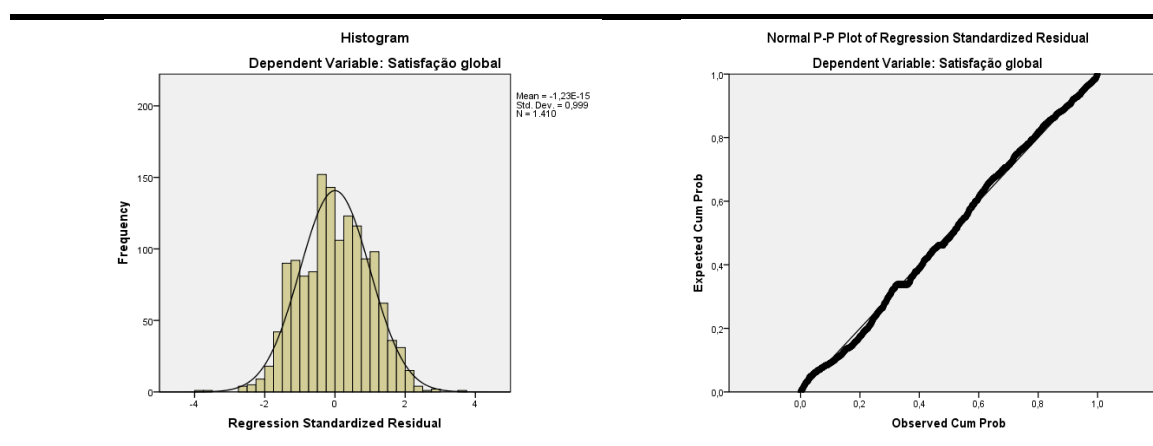 Histogram
Dependent Variable: Satisfação global
Mean = -1,23E-15
Std. Dev. = 0,999
N = 1.410
Frequency
200
150
100
50
0
-4 -2 0 2 4
Regression Standardized Residual
Normal P-P Plot of Regression Standardized Residual
Dependent Variable: Satisfação global
Expected Cum Prob
1,0
0,8
0,6
0,4
0,2
0,0
0,0 0,2 0,4 0,6 0,8 1,0
Observed Cum Prob